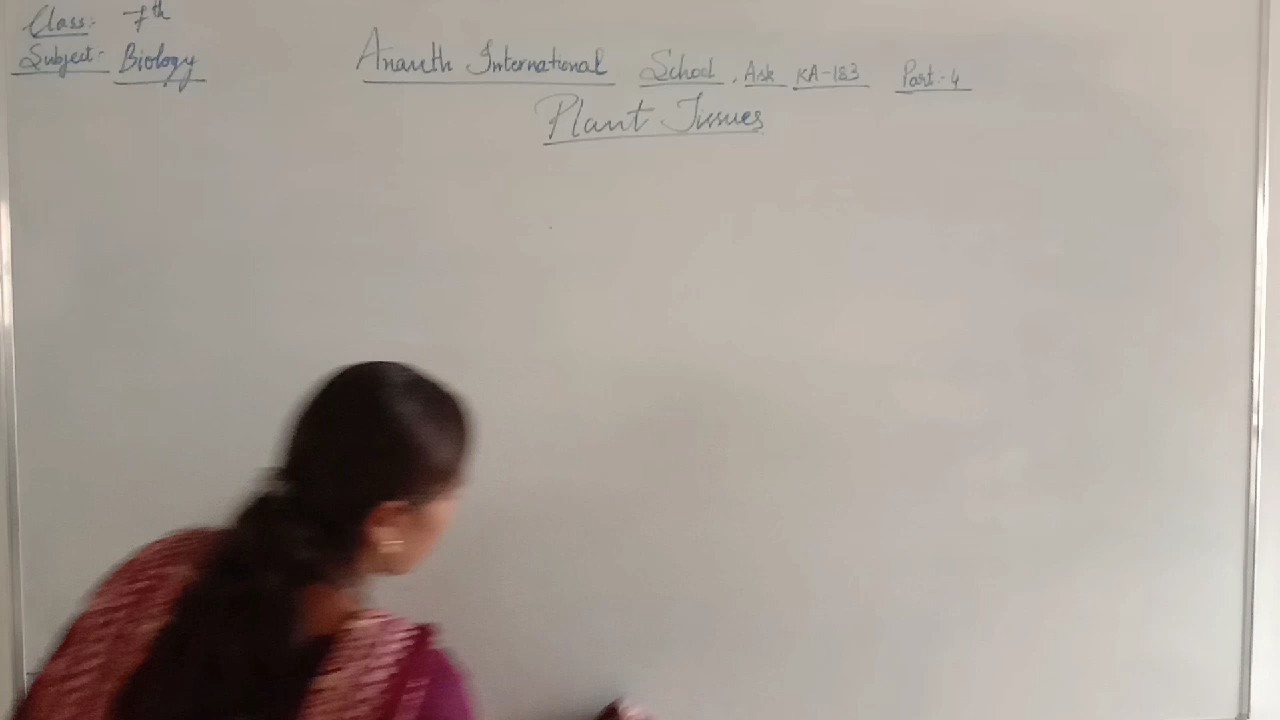 Class:- 7th
Subject:- Biology
Ananth International School, Ask KA-183 Part:-4
Plant Tissues